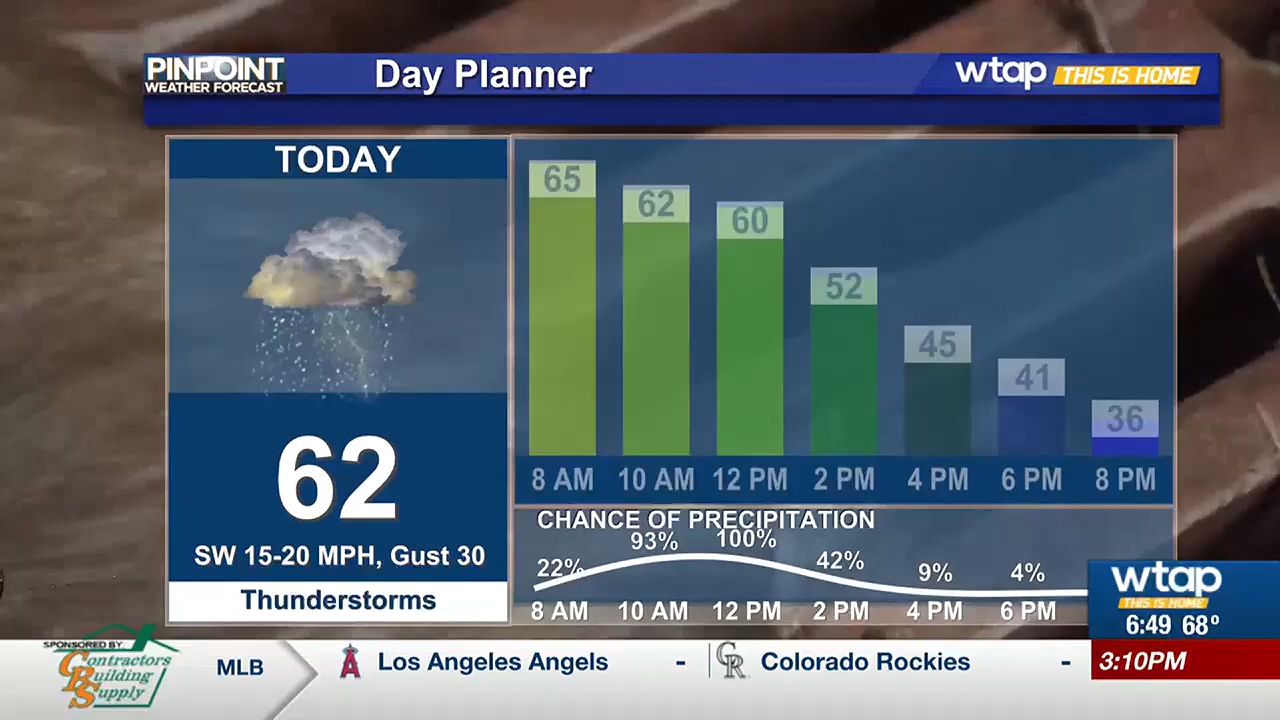 PINPOINT
WEATHER FORECAST
Day Planner
wtap THIS IS HOME
TODAY
62
SW 15-20 MPH, Gust 30
Thunderstorms
65 62 60 52 45 41 36
8 AM 10 AM 12 PM 2 PM 4 PM 6 PM 8 PM
CHANCE OF PRECIPITATION
22% 93% 100% 42% 9% 4%
8 AM 10 AM 12 PM 2 PM 4 PM 6 PM
wtap
THIS IS HOME
6:49 68°
SPONSORED BY
Contractors
Building
Supply
MLB
A
Los Angeles Angels -
CR
Colorado Rockies -
3:10PM